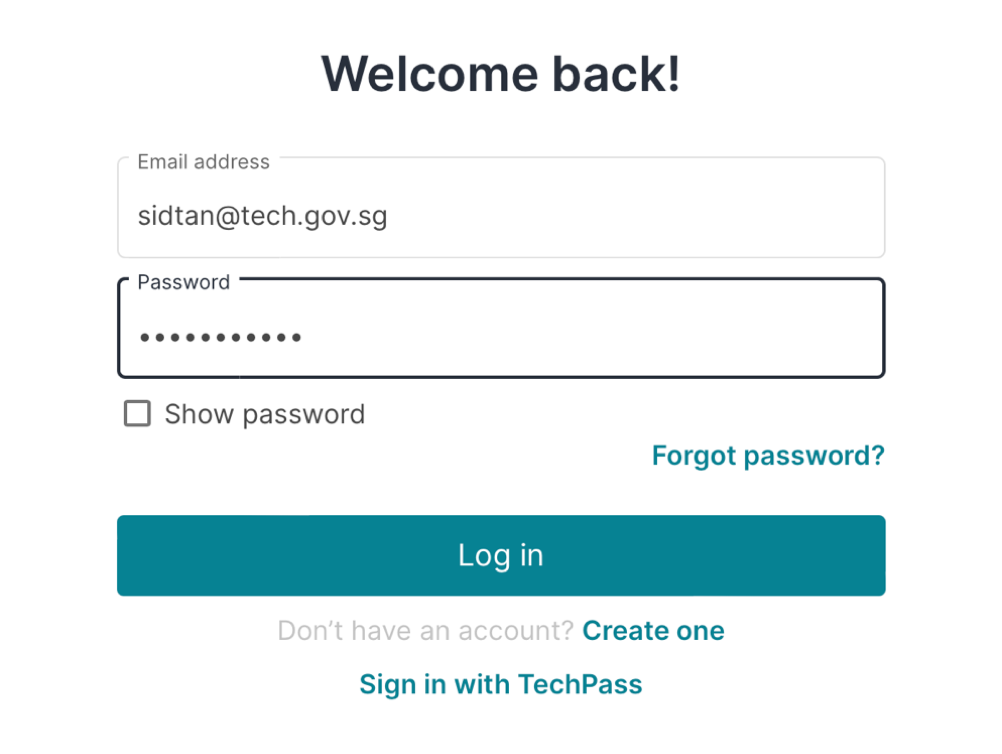 Welcome back!
Email address
sidtan@tech.gov.sg
Password
•••••••••••
Show password
Forgot password?
Log in
Don’t have an account? Create one
Sign in with TechPass